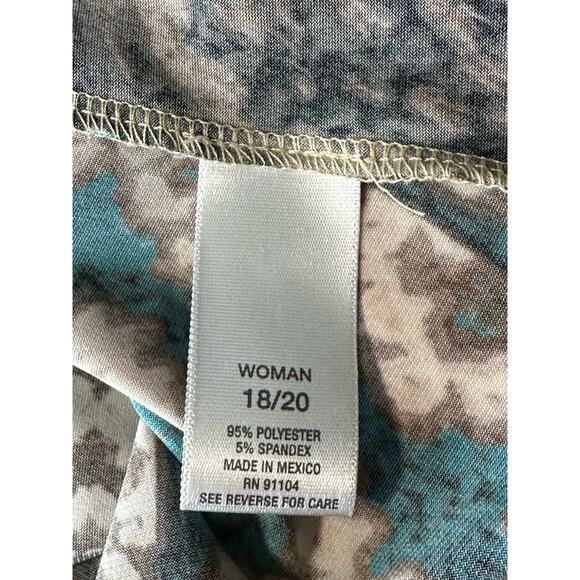 WOMAN
18/20
95% POLYESTER
5% SPANDEX
MADE IN MEXICO
RN 91104
SEE REVERSE FOR CARE